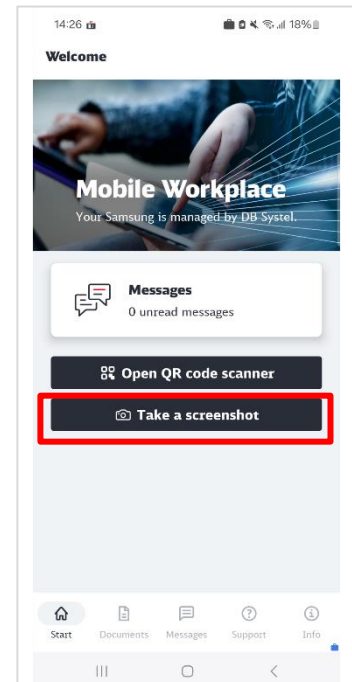 14:26
18%
Welcome
Mobile Workplace
Your Samsung is managed by DB Systel.
Messages
0 unread messages
Open QR code scanner
Take a screenshot
Start Documents Messages Support Info